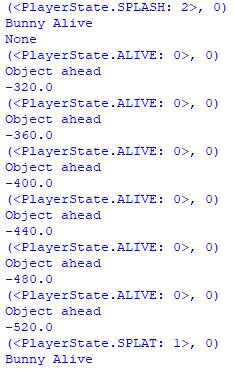 (<PlayerState.SPLASH: 2>, 0)
Bunny Alive
None
(<PlayerState.ALIVE: 0>, 0)
Object ahead
-320.0
(<PlayerState.ALIVE: 0>, 0)
Object ahead
-360.0
(<PlayerState.ALIVE: 0>, 0)
Object ahead
-400.0
(<PlayerState.ALIVE: 0>, 0)
Object ahead
-440.0
(<PlayerState.ALIVE: 0>, 0)
Object ahead
-480.0
(<PlayerState.ALIVE: 0>, 0)
Object ahead
-520.0
(<PlayerState.SPLAT: 1>, 0)
Bunny Alive